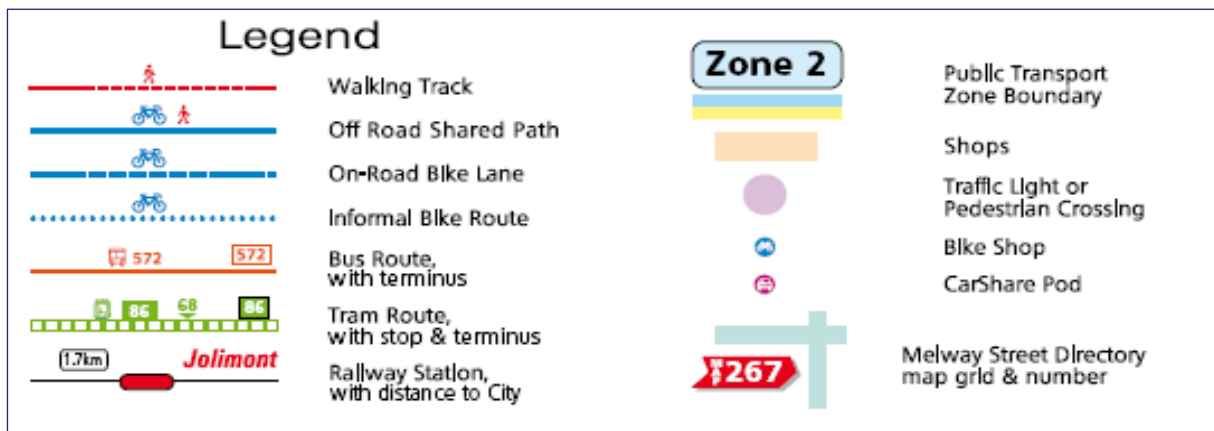 Legend
Walking Track
Off Road Shared Path
On-Road Bike Lane
Informal Bike Route
572 572
Bus Route,
with terminus
86 68 86
Tram Route,
with stop & terminus
1.7km Jolimont
Railway Station,
with distance to City
Zone 2
Public Transport
Zone Boundary
Shops
Traffic Light or
Pedestrian Crossing
Bike Shop
CarShare Pod
MAP 267
Melway Street Directory
map grid & number